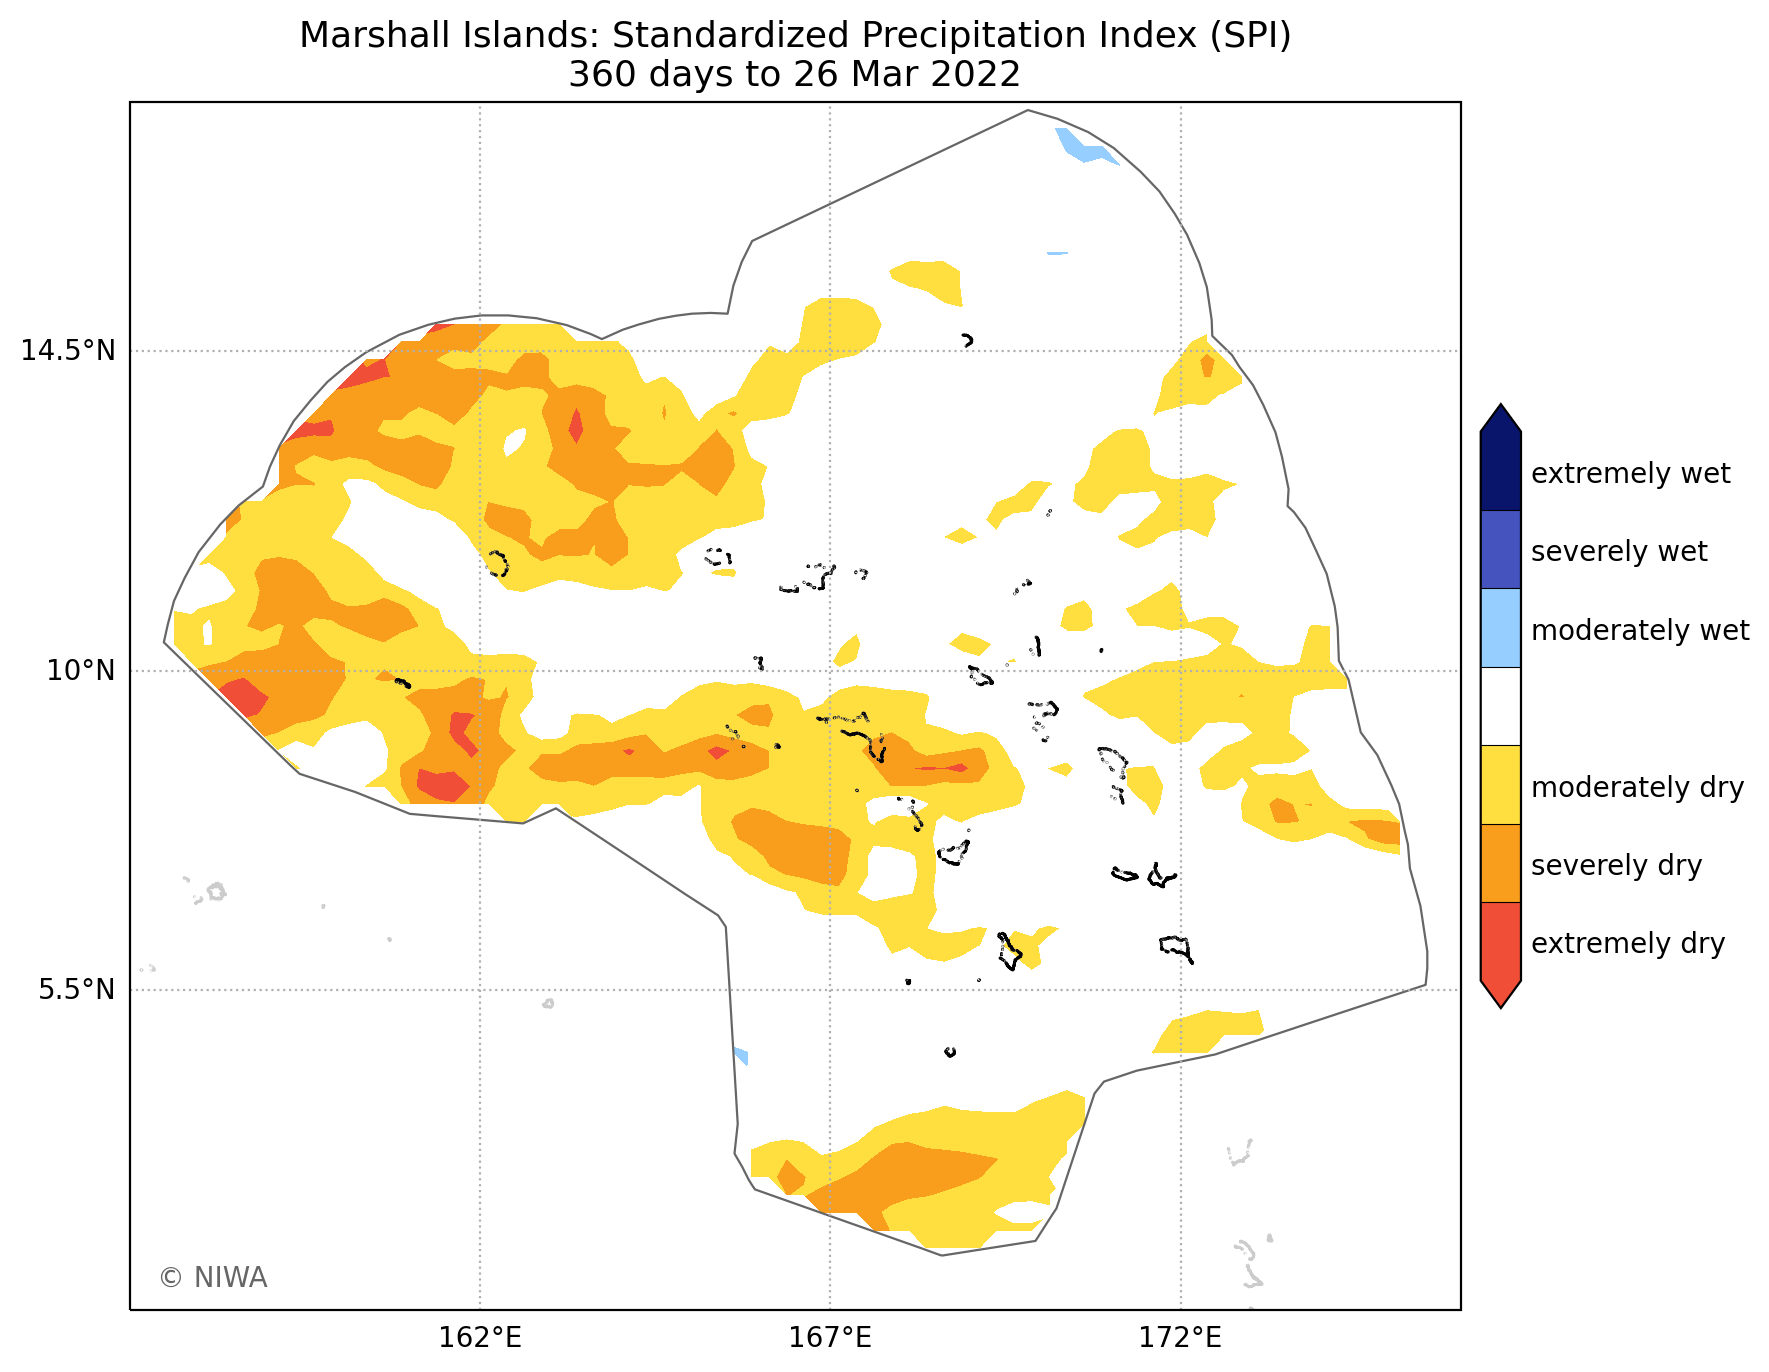 Marshall Islands: Standardized Precipitation Index (SPI)
360 days to 26 Mar 2022
14.5°N
10°N
5.5°N
162°E
167°E
172°E
extremely wet
severely wet
moderately wet
moderately dry
severely dry
extremely dry
© NIWA